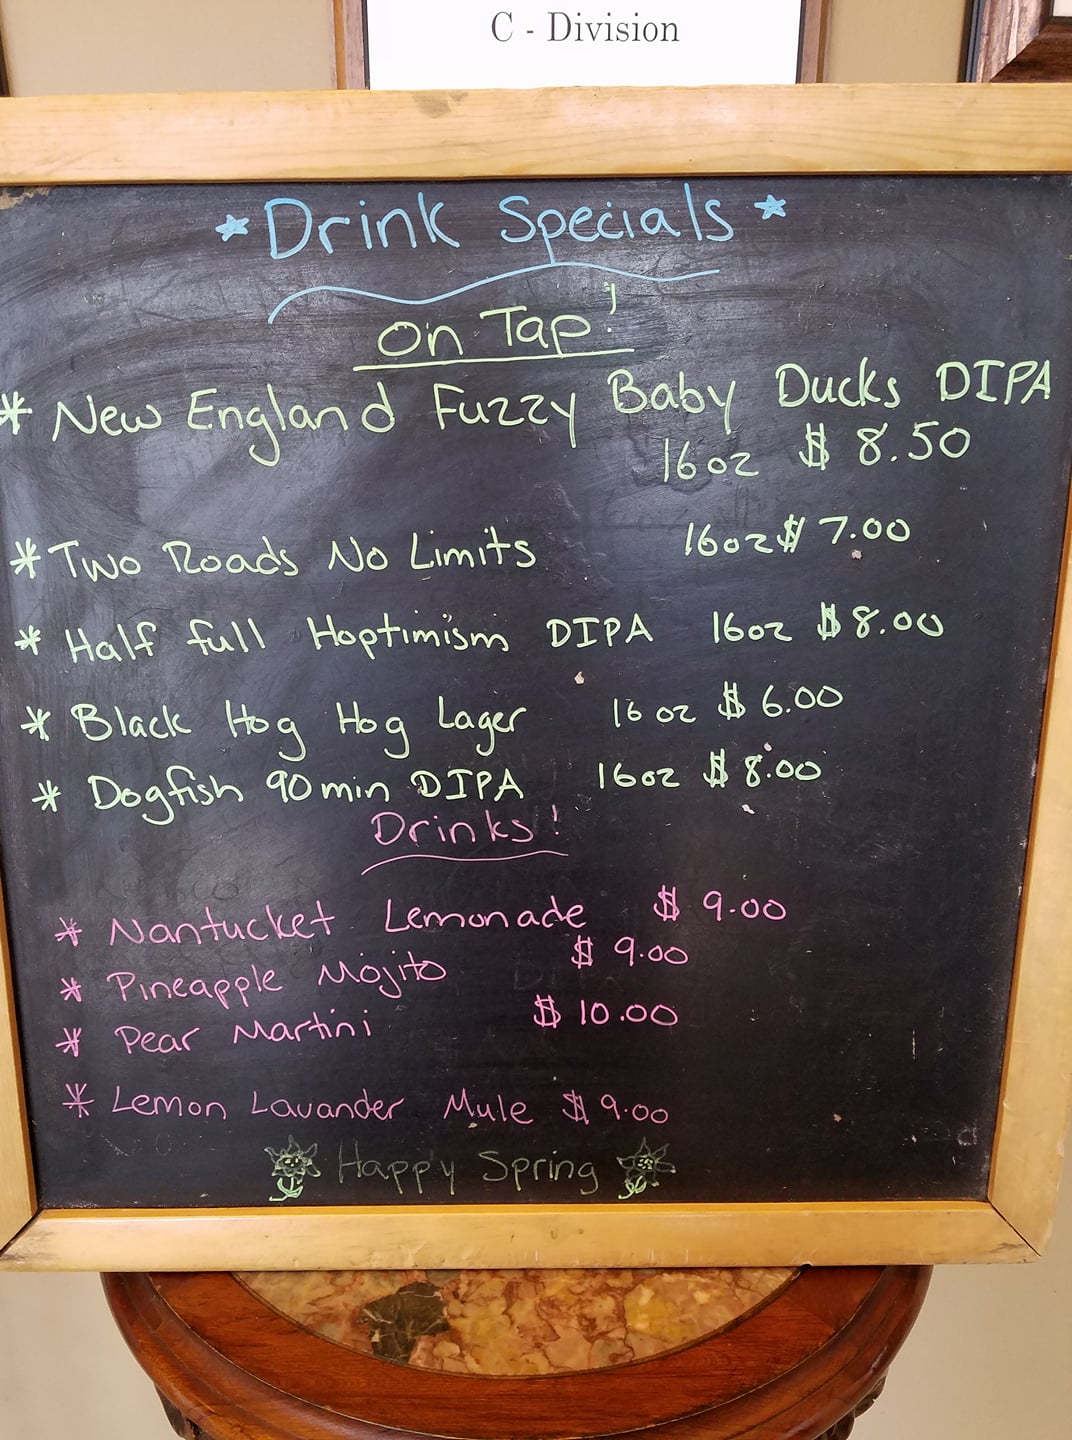 C - Division
*Drink Specials*
On Tap!
* New England Fuzzy Baby Ducks DIPA
16oz $ 8.50
* Two Roads No Limits 16oz $ 7.00
* Half full Hoptimism DIPA 16oz $8.00
* Black Hog Hog Lager 16 oz $ 6.00
* Dogfish 90 min DIPA 16oz $ 8.00
Drinks!
* Nantucket Lemonade $ 9.00
* Pineapple Mojito $ 9.00
* Pear Martini $ 10.00
* Lemon Lavander Mule $ 9.00
Happy Spring